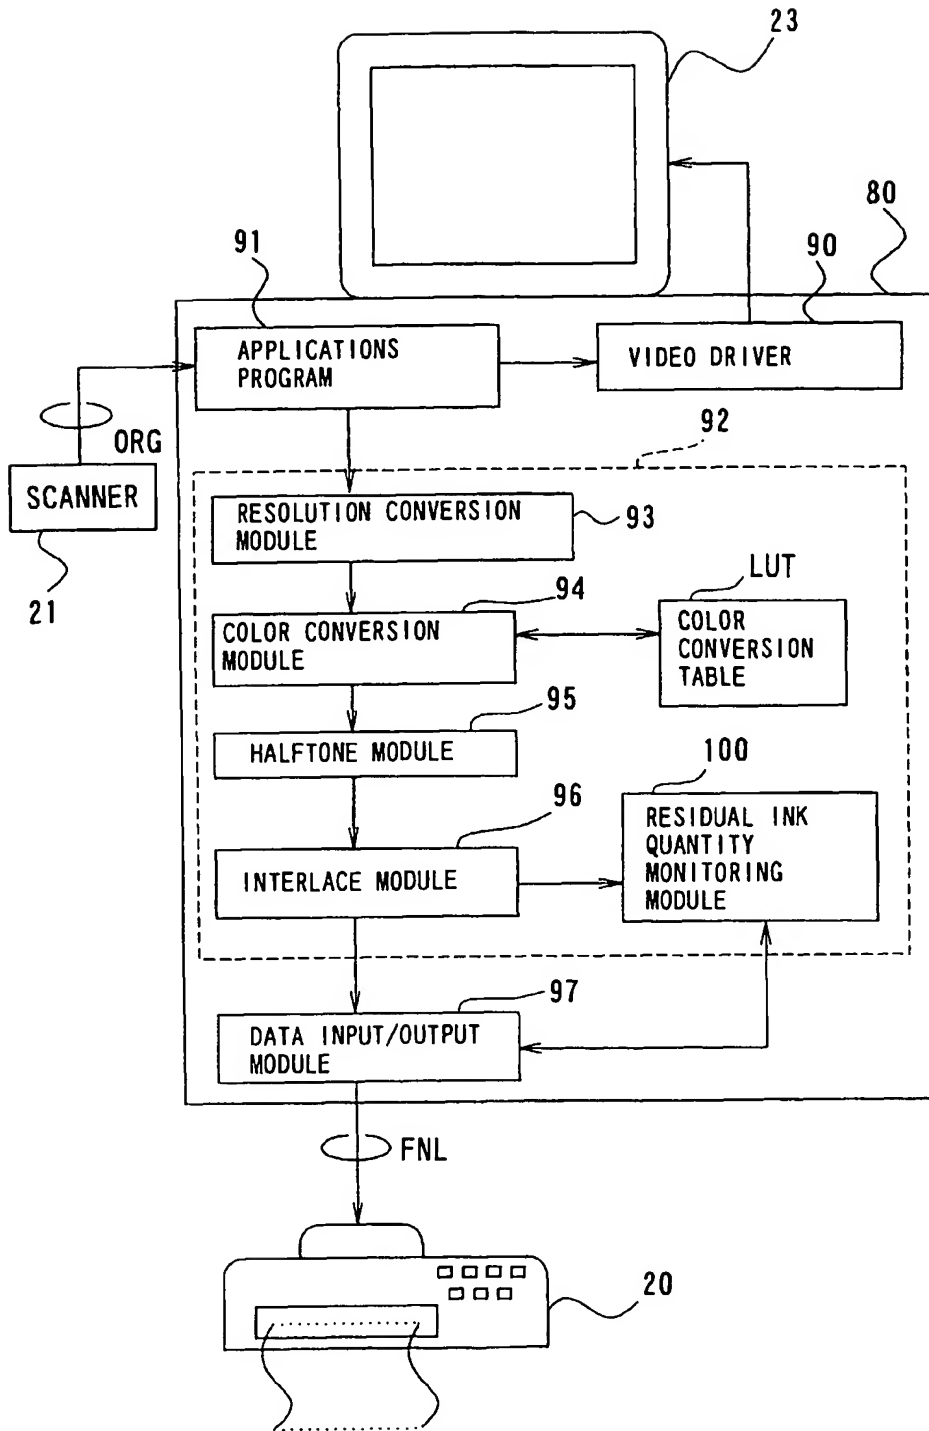 23
80
91
90
APPLICATIONS
PROGRAM
VIDEO DRIVER
ORG
92
SCANNER
21
RESOLUTION CONVERSION
MODULE
93
94
LUT
COLOR CONVERSION
MODULE
COLOR
CONVERSION
TABLE
95
HALFTONE MODULE
100
96
RESIDUAL INK
QUANTITY
MONITORING
MODULE
INTERLACE MODULE
97
DATA INPUT/OUTPUT
MODULE
FNL
20